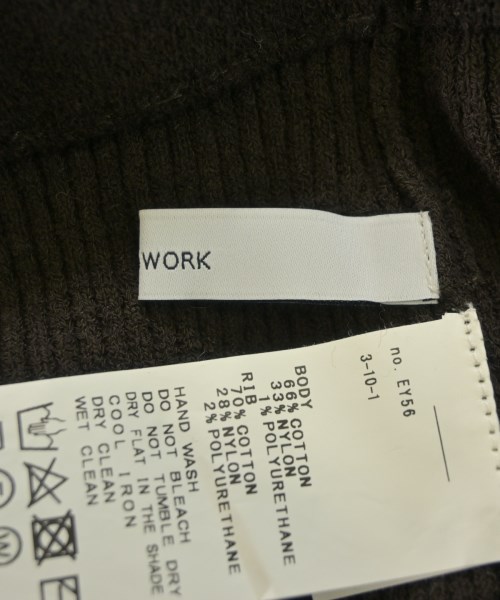 WORK
no. EY56
3-10-1
BODY
66% COTTON
33% NYLON
1% POLYURETHANE
RIB
70% COTTON
28% NYLON
2% POLYURETHANE
HAND WASH
DO NOT BLEACH
DO NOT TUMBLE DRY
DRY FLAT IN THE SHADE
COOL IRON
DRY CLEAN
WET CLEAN
W